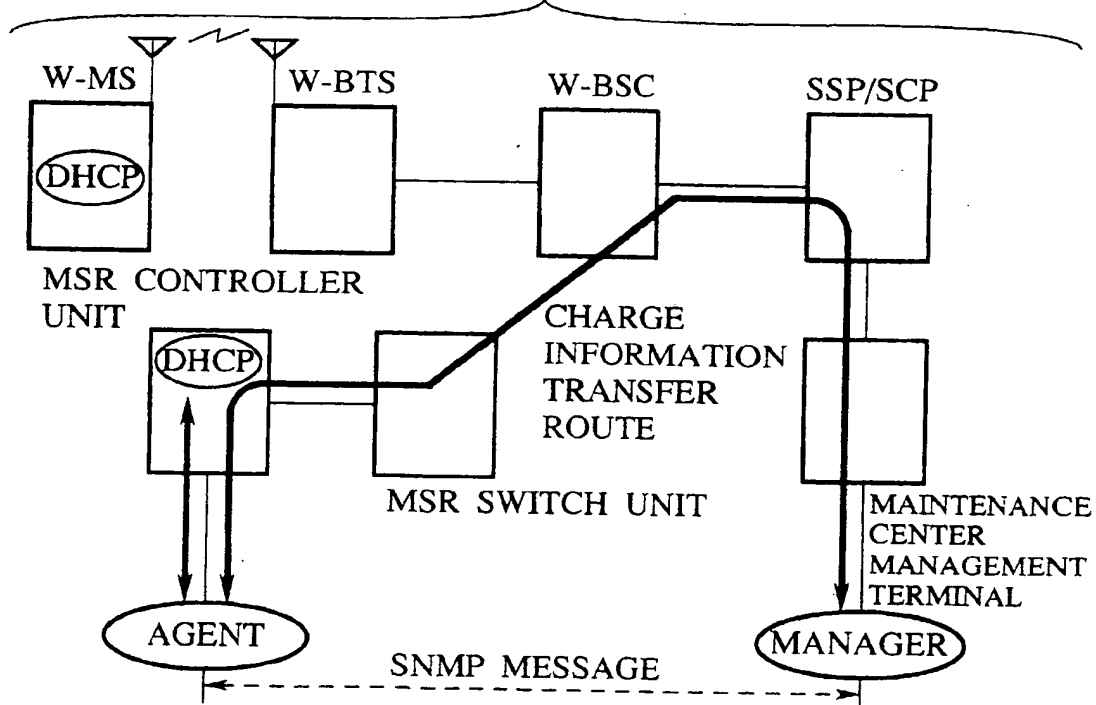 W-MS
W-BTS
W-BSC
SSP/SCP
DHCP
MSR CONTROLLER
UNIT
DHCP
CHARGE
INFORMATION
TRANSFER
ROUTE
MSR SWITCH UNIT
MAINTENANCE
CENTER
MANAGEMENT
TERMINAL
AGENT
MANAGER
SNMP MESSAGE